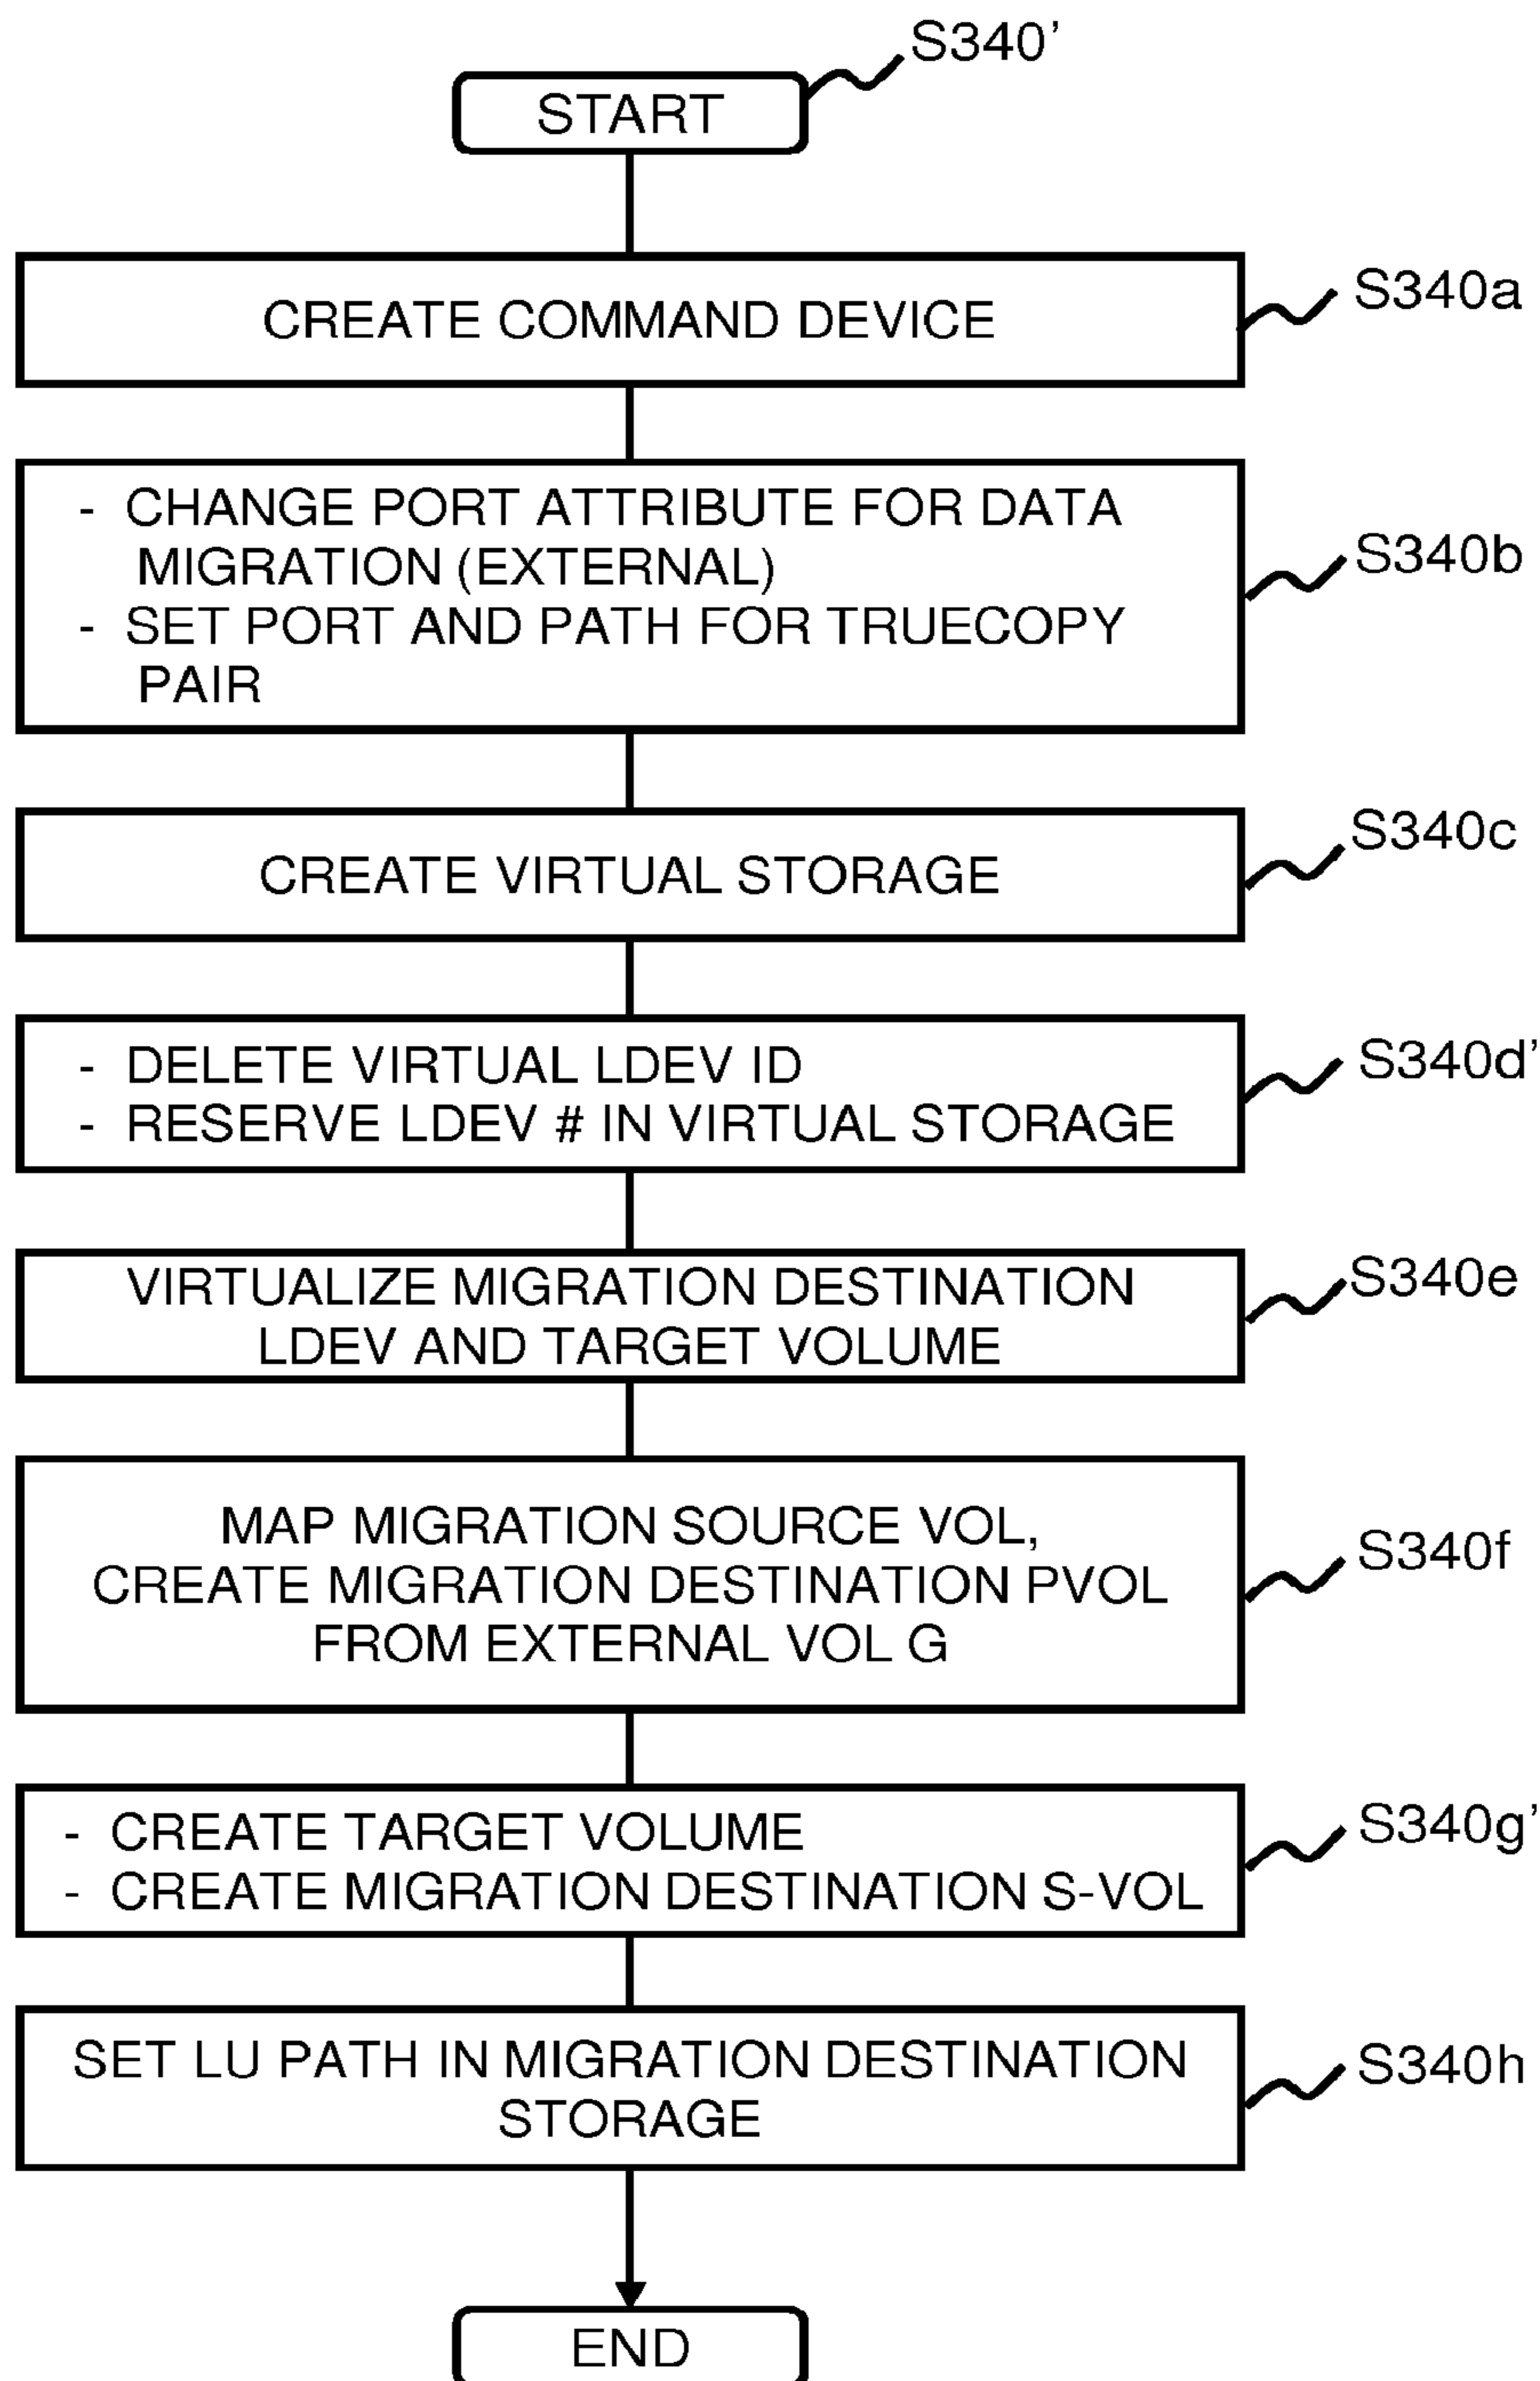 S340'
START
CREATE COMMAND DEVICE
S340a
- CHANGE PORT ATTRIBUTE FOR DATA
MIGRATION (EXTERNAL)
- SET PORT AND PATH FOR TRUECOPY
PAIR
S340b
CREATE VIRTUAL STORAGE
S340c
- DELETE VIRTUAL LDEV ID
- RESERVE LDEV # IN VIRTUAL STORAGE
S340d'
VIRTUALIZE MIGRATION DESTINATION
LDEV AND TARGET VOLUME
S340e
MAP MIGRATION SOURCE VOL,
CREATE MIGRATION DESTINATION PVOL
FROM EXTERNAL VOL G
S340f
- CREATE TARGET VOLUME
- CREATE MIGRATION DESTINATION S-VOL
S340g'
SET LU PATH IN MIGRATION DESTINATION
STORAGE
S340h
END